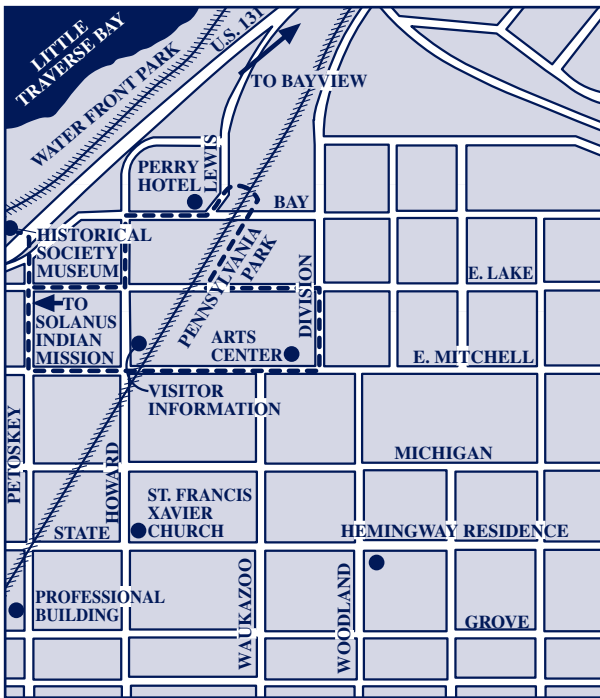 LITTLE
TRAVERSE BAY
WATER FRONT PARK
U.S. 131
TO BAYVIEW
PERRY
HOTEL
LEWIS
BAY
HISTORICAL
SOCIETY
MUSEUM
PENNSYLVANIA
PARK
E. LAKE
DIVISION
TO
SOLANUS
INDIAN
MISSION
ARTS
CENTER
E. MITCHELL
VISITOR
INFORMATION
PETOSKEY
HOWARD
MICHIGAN
ST. FRANCIS
XAVIER
CHURCH
STATE
HEMINGWAY RESIDENCE
PROFESSIONAL
BUILDING
WAUKAZOO
WOODLAND
GROVE